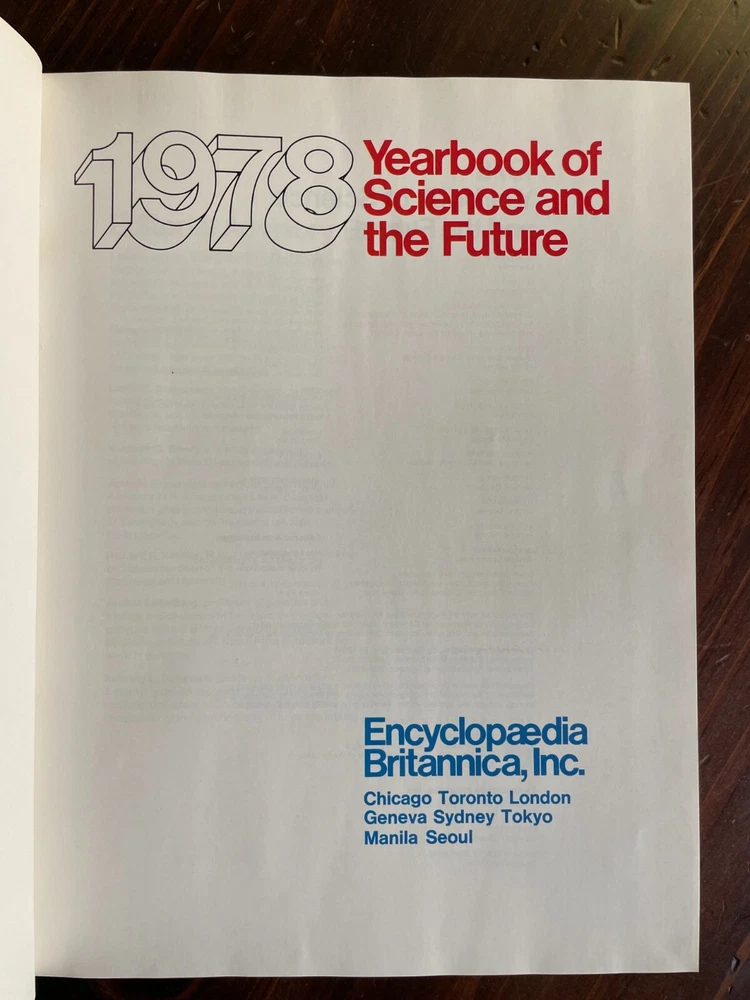 1978
Yearbook of
Science and
the Future
Encyclopædia
Britannica, Inc.
Chicago Toronto London
Geneva Sydney Tokyo
Manila Seoul